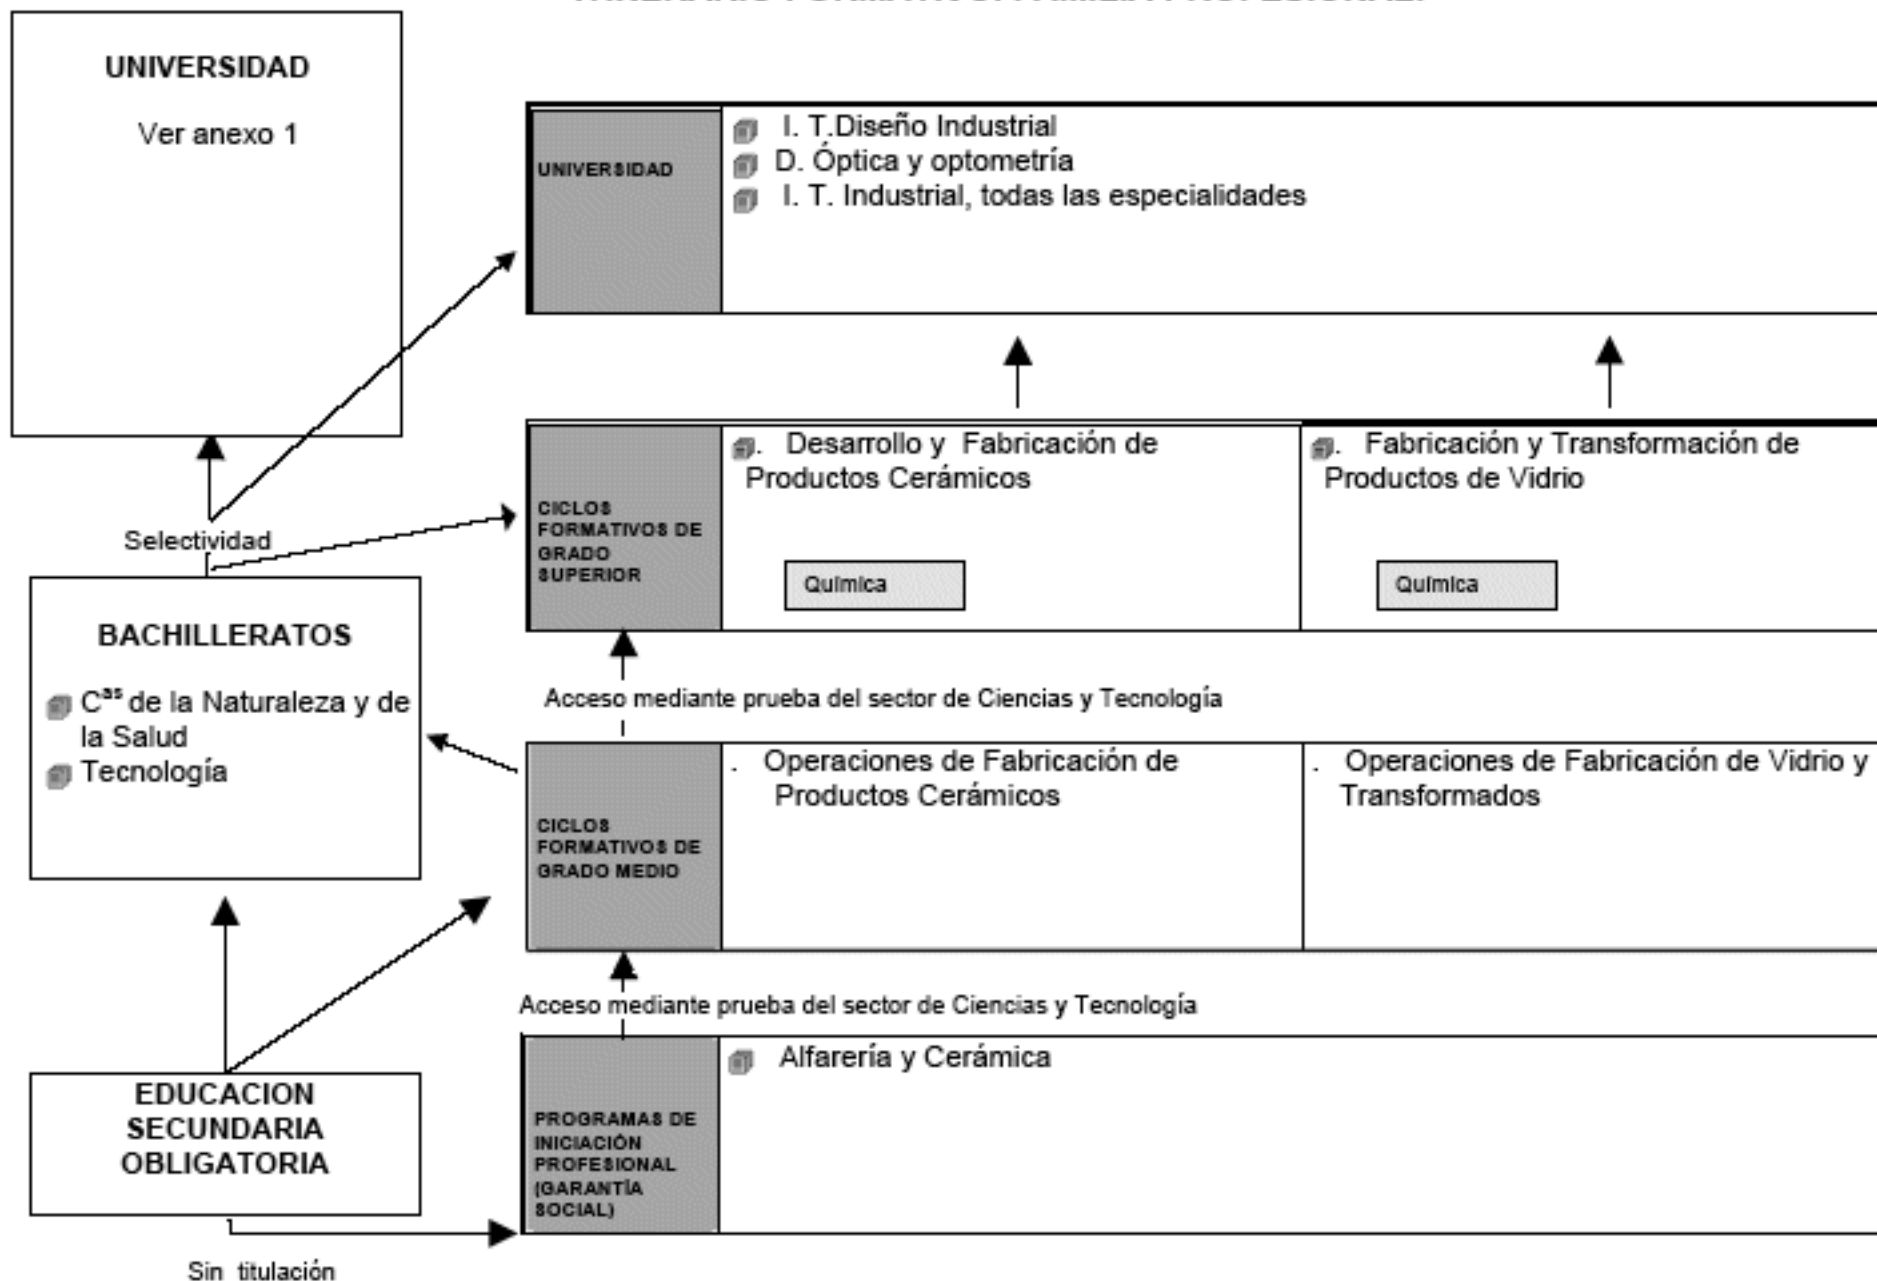 UNIVERSIDAD
Ver anexo 1
UNIVERSIDAD
I. T.Diseño Industrial
D. Óptica y optometría
I. T. Industrial, todas las especialidades
Selectividad
CICLOS
FORMATIVOS DE
GRADO
SUPERIOR
. Desarrollo y Fabricación de
Productos Cerámicos
Química
. Fabricación y Transformación de
Productos de Vidrio
Química
BACHILLERATOS
Cas de la Naturaleza y de
la Salud
Tecnología
Acceso mediante prueba del sector de Ciencias y Tecnología
CICLOS
FORMATIVOS DE
GRADO MEDIO
. Operaciones de Fabricación de
Productos Cerámicos
. Operaciones de Fabricación de Vidrio y
Transformados
Acceso mediante prueba del sector de Ciencias y Tecnología
EDUCACION
SECUNDARIA
OBLIGATORIA
Sin titulación
PROGRAMAS DE
INICIACIÓN
PROFESIONAL
(GARANTÍA
SOCIAL)
Alfarería y Cerámica